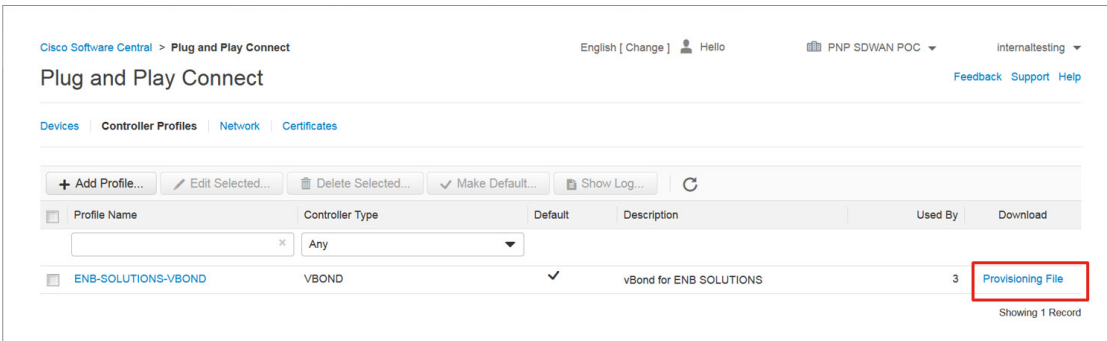 Cisco Software Central > Plug and Play Connect English [ Change ] Hello PNP SDWAN POC internaltesting
Plug and Play Connect Feedback Support Help
Devices Controller Profiles Network Certificates
+ Add Profile... Edit Selected... Delete Selected... Make Default... Show Log...
Profile Name Controller Type Default Description Used By Download
× Any
ENB-SOLUTIONS-VBOND VBOND vBond for ENB SOLUTIONS 3 Provisioning File
Showing 1 Record